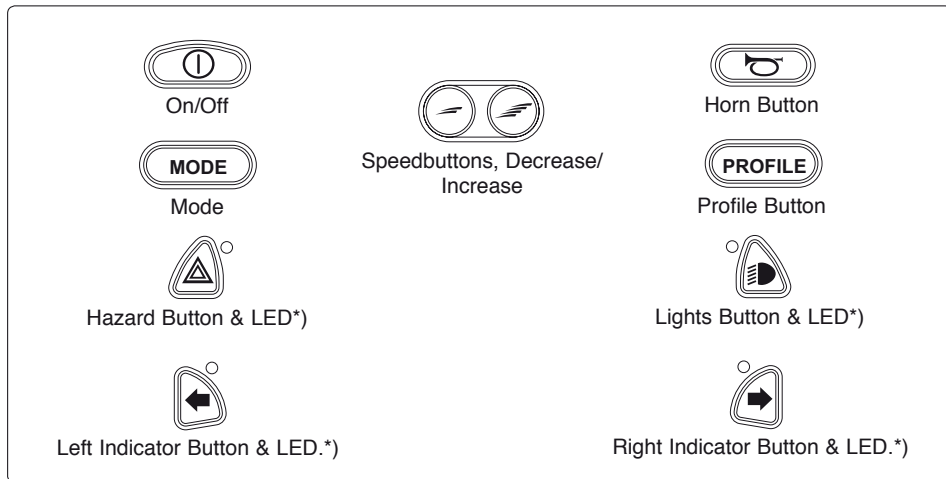 On/Off
Horn Button
Speedbuttons, Decrease/
Increase
MODE
Mode
PROFILE
Profile Button
Hazard Button & LED*)
Lights Button & LED*)
Left Indicator Button & LED.*)
Right Indicator Button & LED.*)